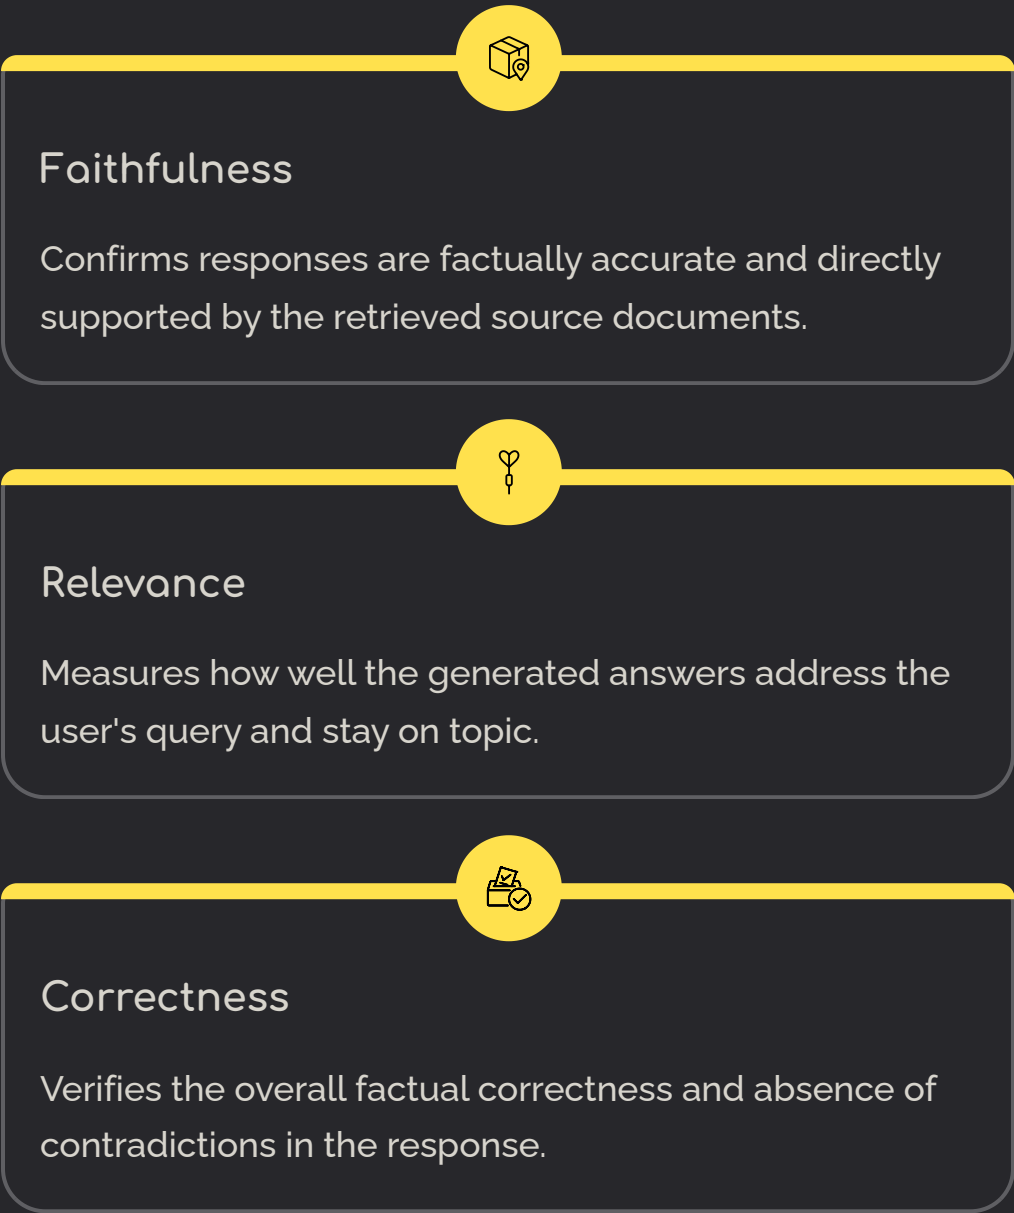 Faithfulness
Confirms responses are factually accurate and directly
supported by the retrieved source documents.
Relevance
Measures how well the generated answers address the
user's query and stay on topic.
Correctness
Verifies the overall factual correctness and absence of
contradictions in the response.